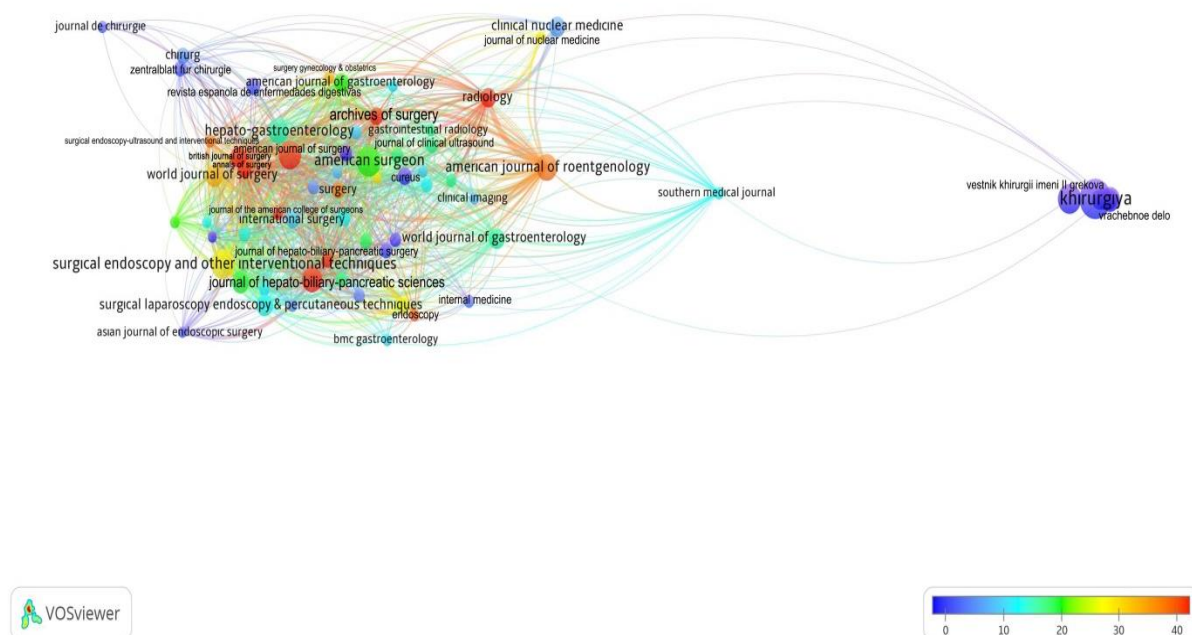 journal de chirurgie
clinical nuclear medicine
journal of nuclear medicine
chirurg
zentralblatt fur chirurgie
surgery gynecology & obstetrics
american journal of gastroenterology
revista espanola de enfermedades digestivas
radiology
archives of surgery
hepato-gastroenterology
gastrointestinal radiology
surgical endoscopy-ultrasound and interventional techniques
journal of clinical ultrasound
american journal of surgery
british journal of surgery
american surgeon
annals of surgery
american journal of roentgenology
world journal of surgery
cureus
surgery
clinical imaging
southern medical journal
vestnik khirurgii imeni II grekova
khirurgiya
vrachebnoe delo
journal of the american college of surgeons
international surgery
world journal of gastroenterology
journal of hepato-biliary-pancreatic surgery
surgical endoscopy and other interventional techniques
journal of hepato-biliary-pancreatic sciences
surgical laparoscopy endoscopy & percutaneous techniques
internal medicine
endoscopy
asian journal of endoscopic surgery
bmc gastroenterology
VOSviewer
0 10 20 30 40